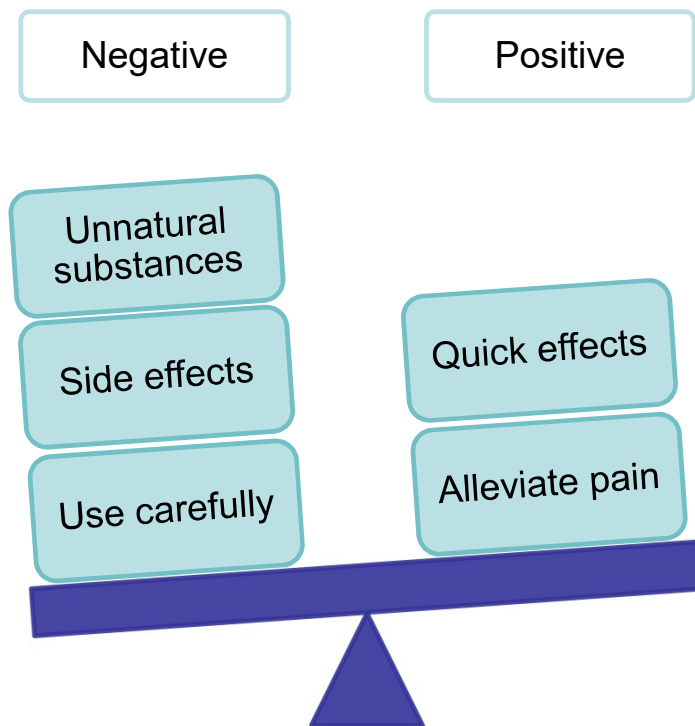 Negative
Positive
Unnatural
substances
Side effects
Use carefully
Quick effects
Alleviate pain